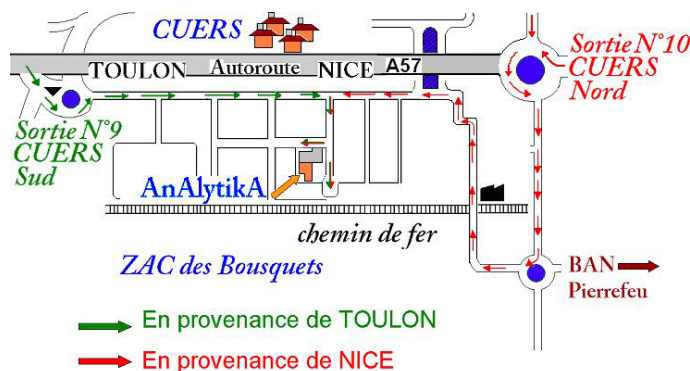 CUERS
TOULON Autoroute NICE A57
Sortie N°10
CUERS
Nord
Sortie N°9
CUERS
Sud
AnAlytikA
chemin de fer
ZAC des Bousquets
BAN
Pierrefeu
En provenance de TOULON
En provenance de NICE